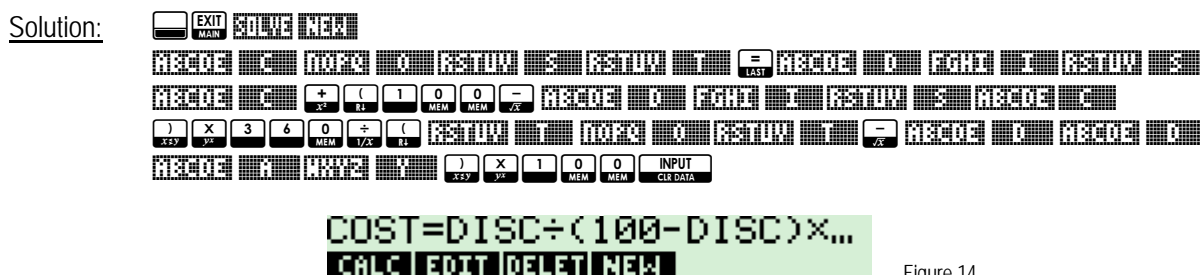 Solution: EXIT MAIN SOLVE NEW
ABCDE C NOPQ O RSTUV S RSTUV T = LAST ABCDE D FGHI I RSTUV S
ABCDE C + x² ( R↓ 1 0 MEM 0 MEM - √x ABCDE D FGHI I RSTUV S ABCDE C
) x≷y X yˣ 3 6 0 MEM ÷ 1/x ( R↓ RSTUV T NOPQ O RSTUV T - √x ABCDE D ABCDE D
ABCDE A WXYZ Y ) x≷y X yˣ 1 0 MEM 0 MEM INPUT CLR DATA
COST=DISC÷(100-DISC)×…
CALC EDIT DELET NEW
Figure 14